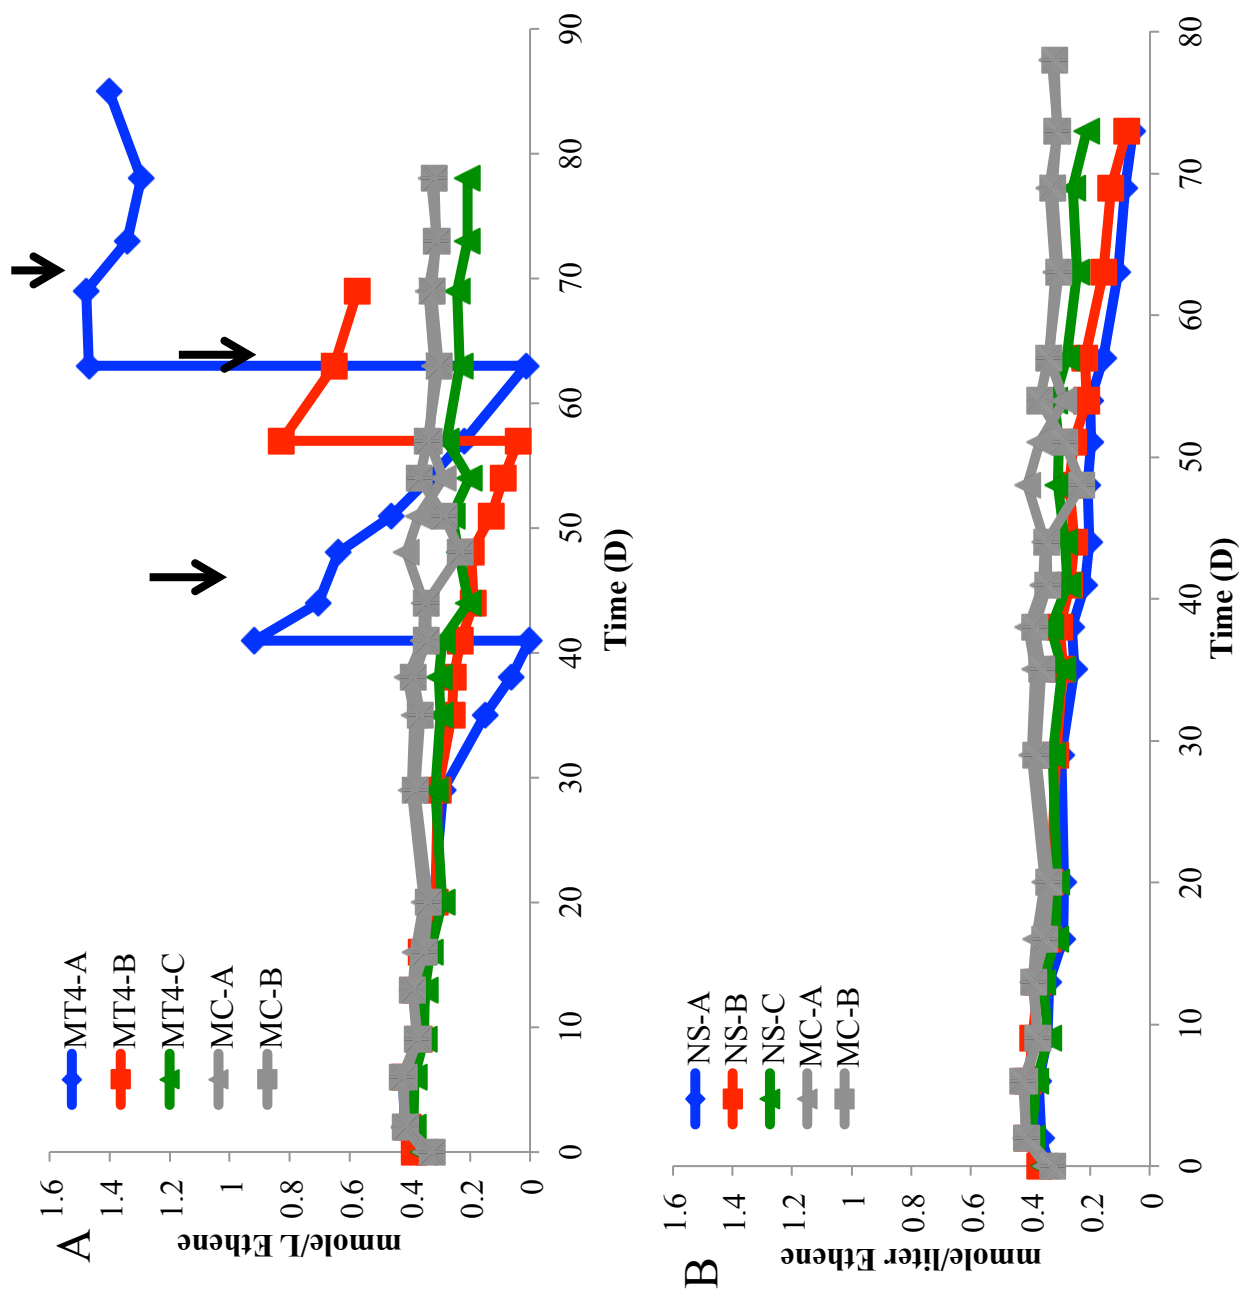 A
mmole/L Ethene
1.6
1.4
1.2
1
0.8
0.6
0.4
0.2
0
MT4-A
MT4-B
MT4-C
MC-A
MC-B
0
10
20
30
40
50
60
70
80
90
Time (D)
B
mmole/liter Ethene
1.6
1.4
1.2
1
0.8
0.6
0.4
0.2
0
NS-A
NS-B
NS-C
MC-A
MC-B
0
10
20
30
40
50
60
70
80
Time (D)